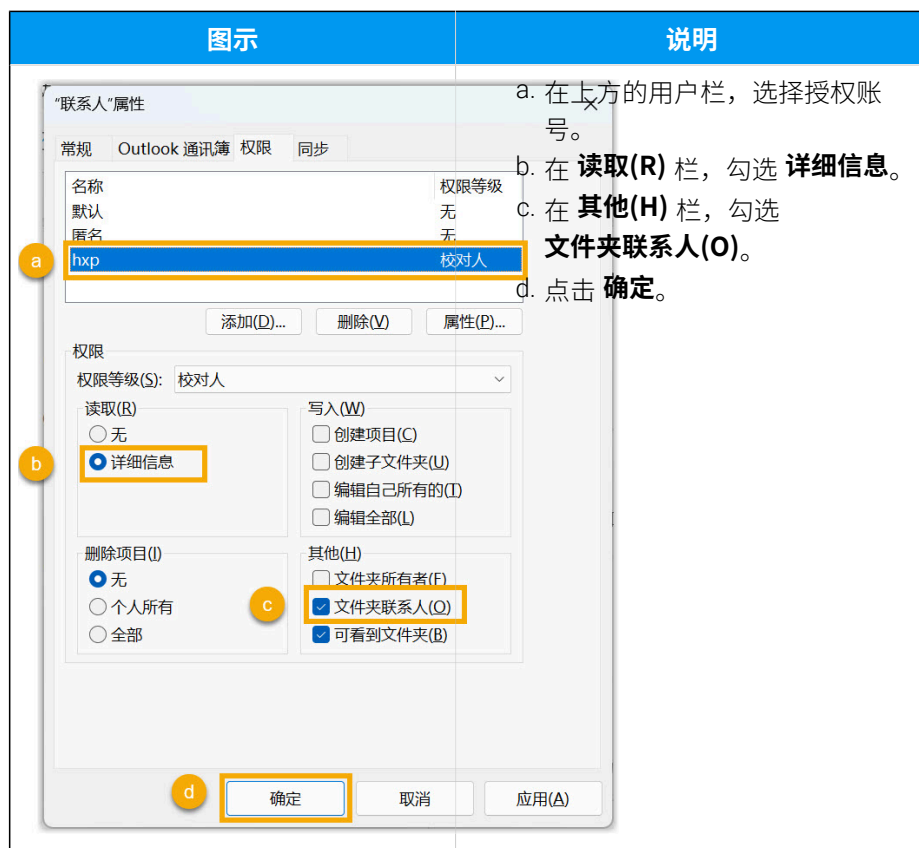 图示
说明
"联系人"属性
常规 Outlook 通讯簿 权限 同步
名称 权限等级
默认 无
匿名 无
a
hxp 校对人
添加(D)... 删除(V) 属性(P)...
权限
权限等级(S): 校对人
读取(R)
无
b
详细信息
写入(W)
创建项目(C)
创建子文件夹(U)
编辑自己所有的(T)
编辑全部(L)
删除项目(I)
无
个人所有
全部
其他(H)
文件夹所有者(F)
c
文件夹联系人(O)
可看到文件夹(B)
d
确定 取消 应用(A)
a. 在上方的用户栏，选择授权账
号。
b. 在 读取(R) 栏，勾选 详细信息。
c. 在 其他(H) 栏，勾选
文件夹联系人(O)。
d. 点击 确定。